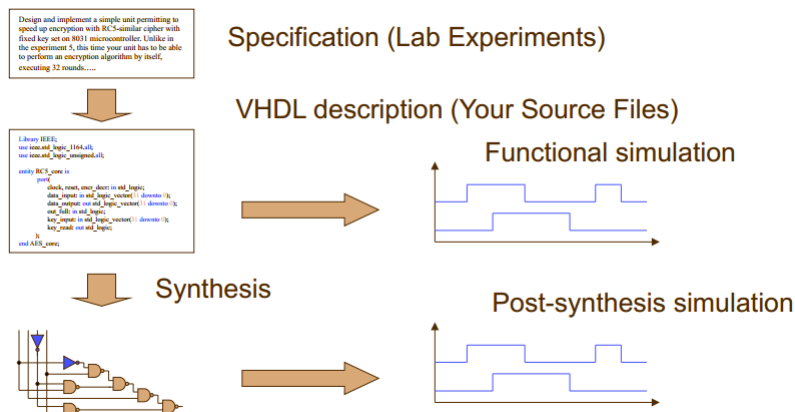 Design and implement a simple unit permitting to
speed up encryption with RC5-similar cipher with
fixed key set on 8031 microcontroller. Unlike in
the experiment 5, this time your unit has to be able
to perform an encryption algorithm by itself,
executing 32 rounds.....
Specification (Lab Experiments)
VHDL description (Your Source Files)
Library IEEE;
use ieee.std_logic_1164.all;
use ieee.std_logic_unsigned.all;
entity RC5_core is
port(
clock, reset, encr_decr: in std_logic;
data_input: in std_logic_vector(31 downto 0);
data_output: out std_logic_vector(31 downto 0);
out_full: in std_logic;
key_input: in std_logic_vector(31 downto 0);
key_read: out std_logic;
);
end AES_core;
Functional simulation
Synthesis
Post-synthesis simulation